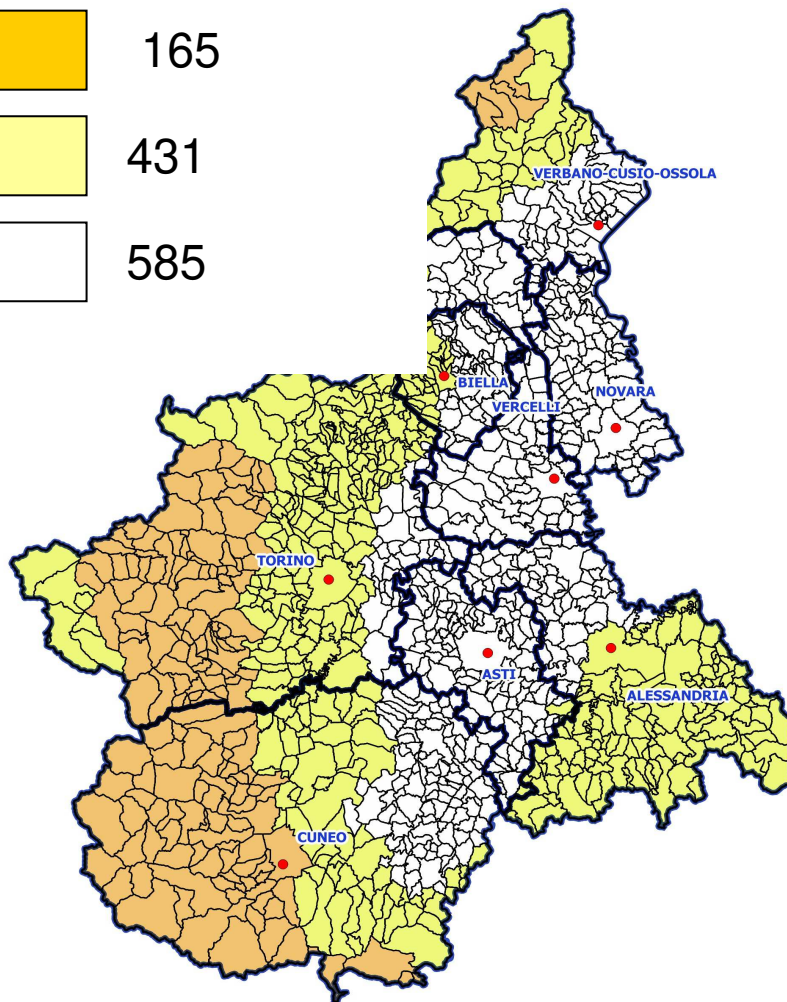 165
431
585
VERBANO-CUSIO-OSSOLA
BIELLA
NOVARA
VERCELLI
TORINO
ASTI
ALESSANDRIA
CUNEO